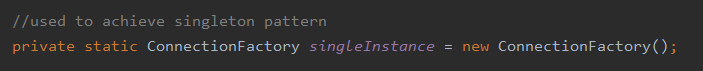 //used to achieve singleton pattern
private static ConnectionFactory singleInstance = new ConnectionFactory();